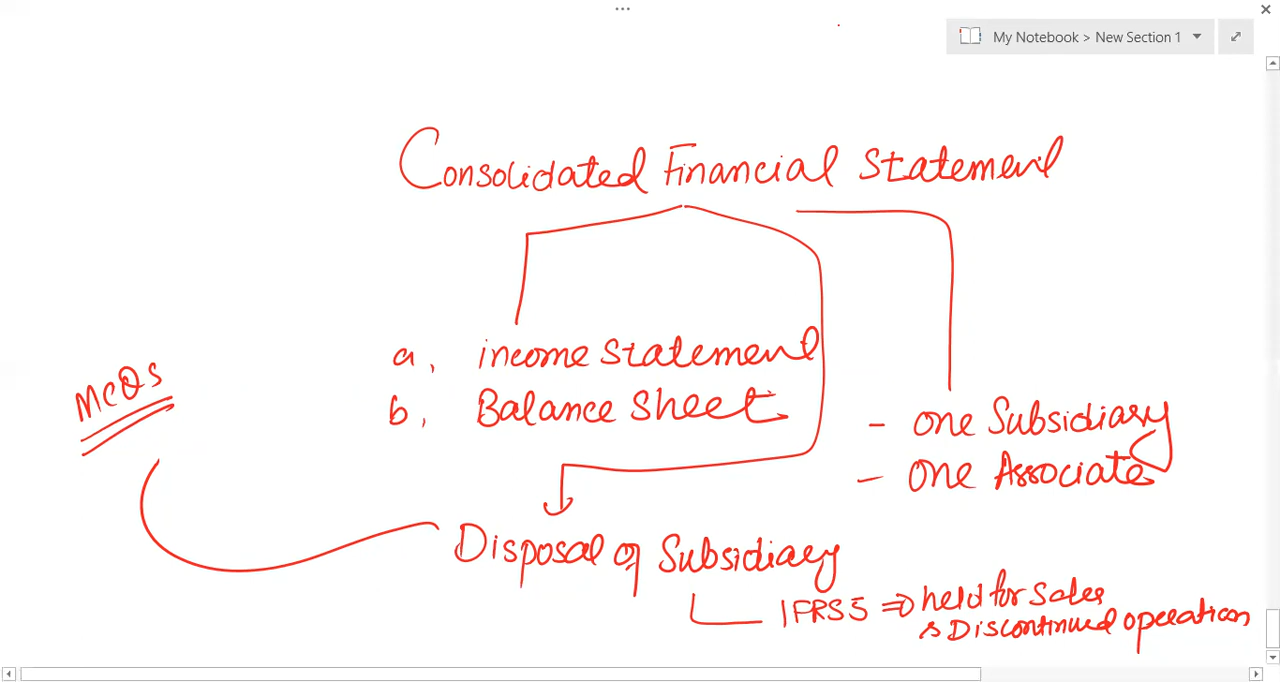 My Notebook > New Section 1
Consolidated Financial Statement
a, income Statement
b, Balance Sheet
MCQs
- one Subsidiary
- One Associate
Disposal of Subsidiary
IFRS 5 => held for Sales
& Discontinued operation